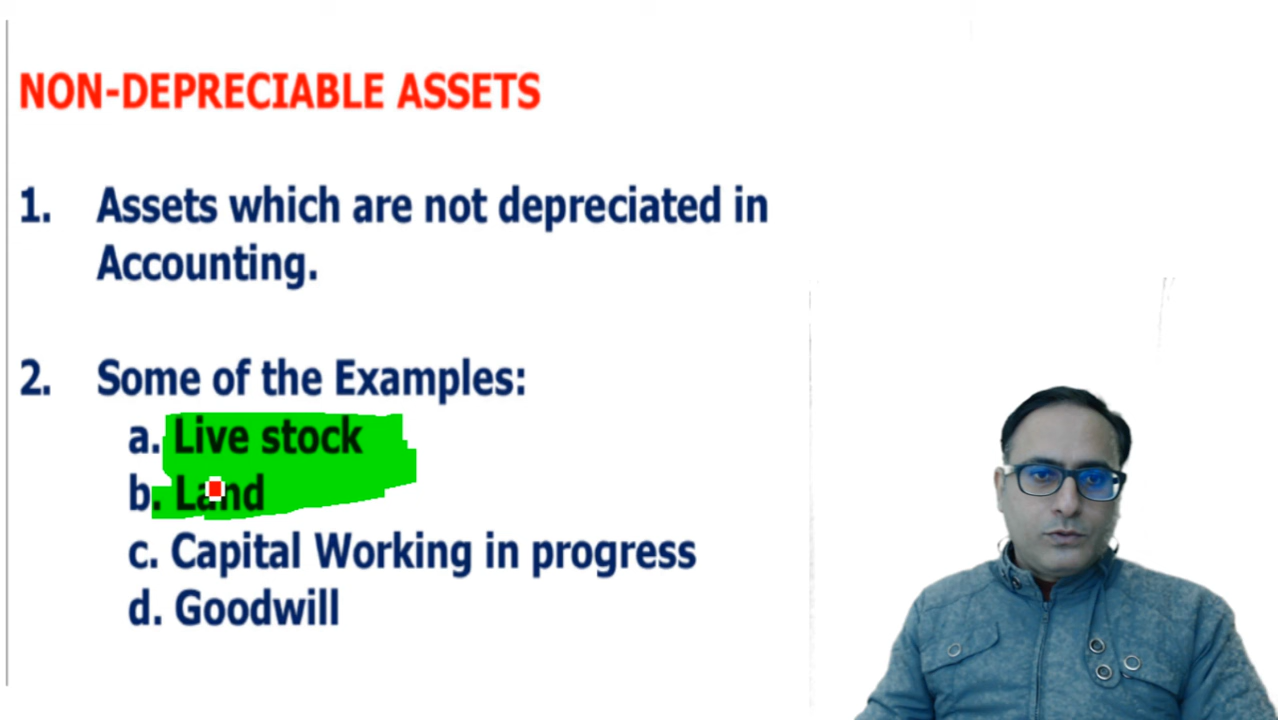 NON-DEPRECIABLE ASSETS
1. Assets which are not depreciated in
Accounting.
2. Some of the Examples:
a. Live stock
b. Land
c. Capital Working in progress
d. Goodwill